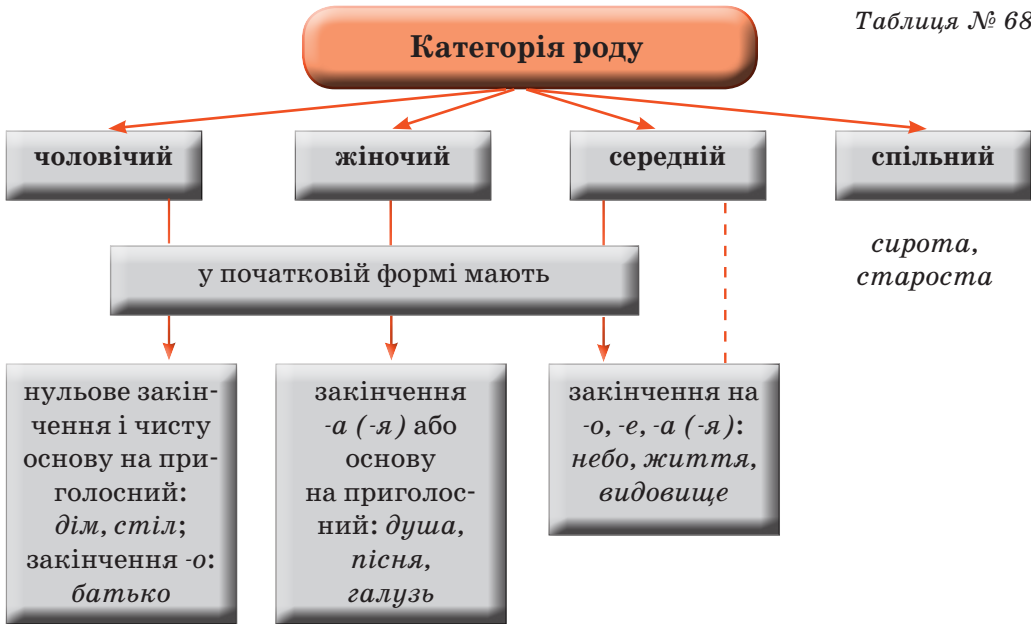 Таблиця № 68
Категорія роду
чоловічий
жіночий
середній
спільний
у початковій формі мають
сирота,
староста
нульове закін-
чення і чисту
основу на при-
голосний:
дім, стіл;
закінчення -о:
батько
закінчення
-а (-я) або
основу
на приголос-
ний: душа,
пісня,
галузь
закінчення на
-о, -е, -а (-я):
небо, життя,
видовище